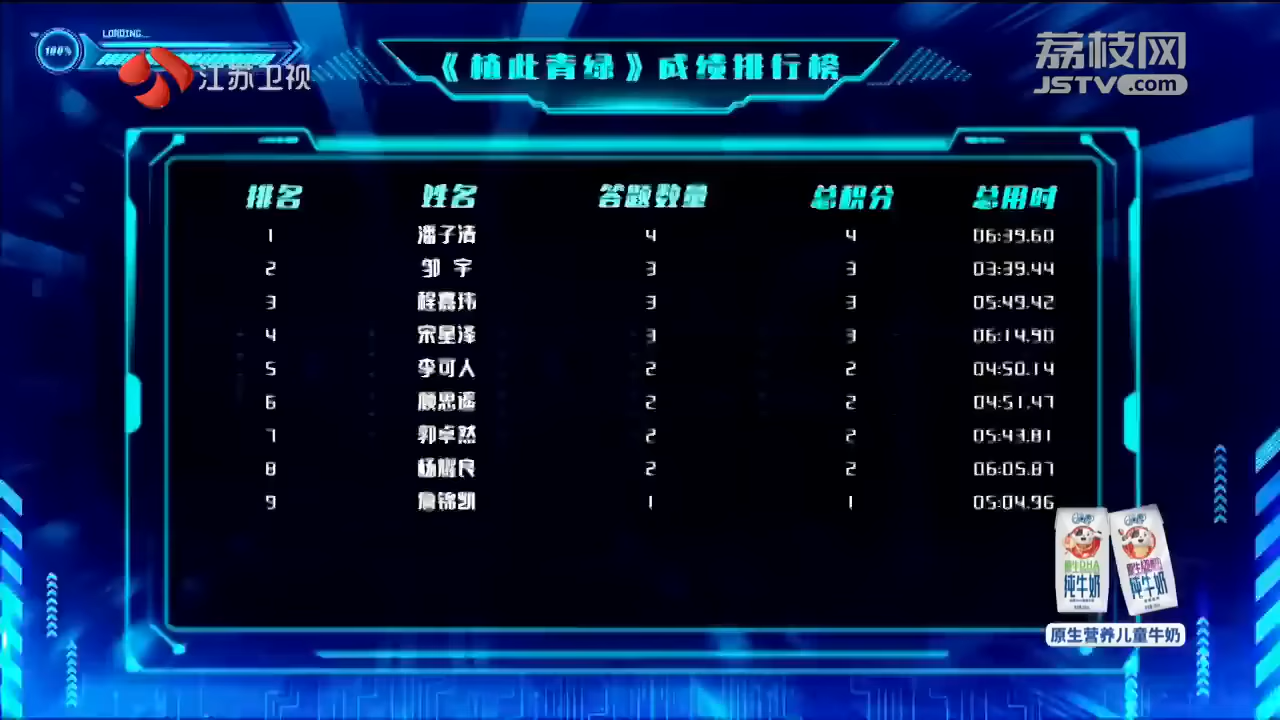 100%
LOADING...
江苏卫视
《植此青绿》成绩排行榜
荔枝网
JSTV.com
排名 姓名 答题数量 总积分 总用时
1 潘子洁 4 4 06:39.60
2 邹 宇 3 3 03:39.44
3 程嘉玮 3 3 05:49.42
4 宋星泽 3 3 06:14.90
5 李可人 2 2 04:50.14
6 顾思遥 2 2 04:51.47
7 郭卓然 2 2 05:43.81
8 杨耀良 2 2 06:05.87
9 詹锦凯 1 1 05:04.96
原生DHA
纯牛奶
纯牛奶
原生营养儿童牛奶